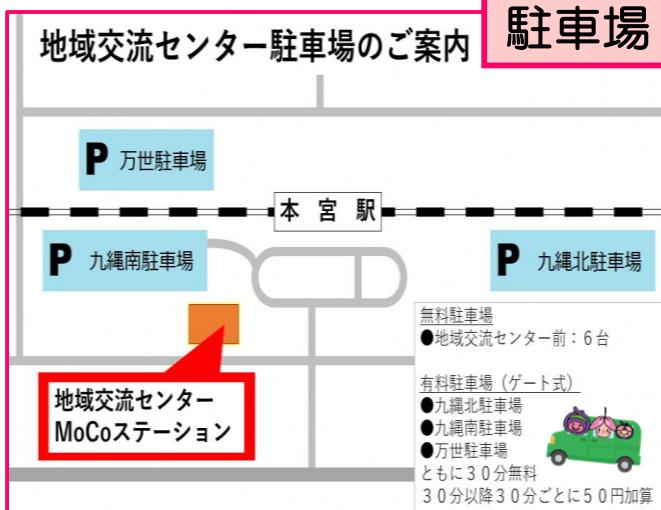 駐車場
地域交流センター駐車場のご案内
P 万世駐車場
本宮駅
P 九縄南駐車場
P 九縄北駐車場
地域交流センター
MoCoステーション
無料駐車場
●地域交流センター前：６台
有料駐車場（ゲート式）
●九縄北駐車場
●九縄南駐車場
●万世駐車場
ともに３０分無料
３０分以降３０分ごとに５０円加算